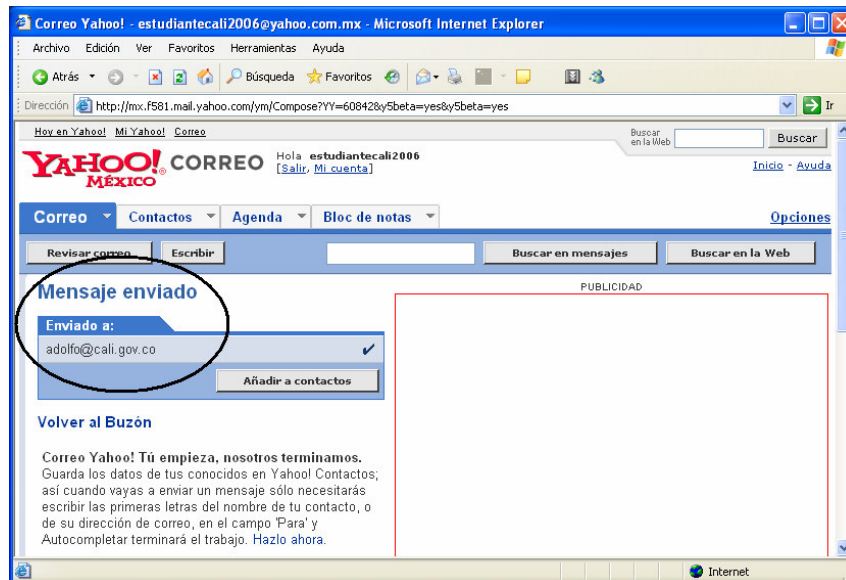 Correo Yahoo! - estudiantecali2006@yahoo.com.mx - Microsoft Internet Explorer
Archivo Edición Ver Favoritos Herramientas Ayuda
Atrás Búsqueda Favoritos
Dirección http://mx.f581.mail.yahoo.com/ym/Compose?YY=60842&y5beta=yes&y5beta=yes Ir
Hoy en Yahoo! Mi Yahoo! Correo Buscar en la Web Buscar
YAHOO! MÉXICO CORREO Hola estudiantecali2006
[Salir, Mi cuenta] Inicio - Ayuda
Correo Contactos Agenda Bloc de notas Opciones
Revisar correo Escribir Buscar en mensajes Buscar en la Web
Mensaje enviado
PUBLICIDAD
Enviado a:
adolfo@cali.gov.co
Añadir a contactos
Volver al Buzón
Correo Yahoo! Tú empieza, nosotros terminamos.
Guarda los datos de tus conocidos en Yahoo! Contactos;
así cuando vayas a enviar un mensaje sólo necesitarás
escribir las primeras letras del nombre de tu contacto, o
de su dirección de correo, en el campo 'Para' y
Autocompletar terminará el trabajo. Hazlo ahora.
Internet